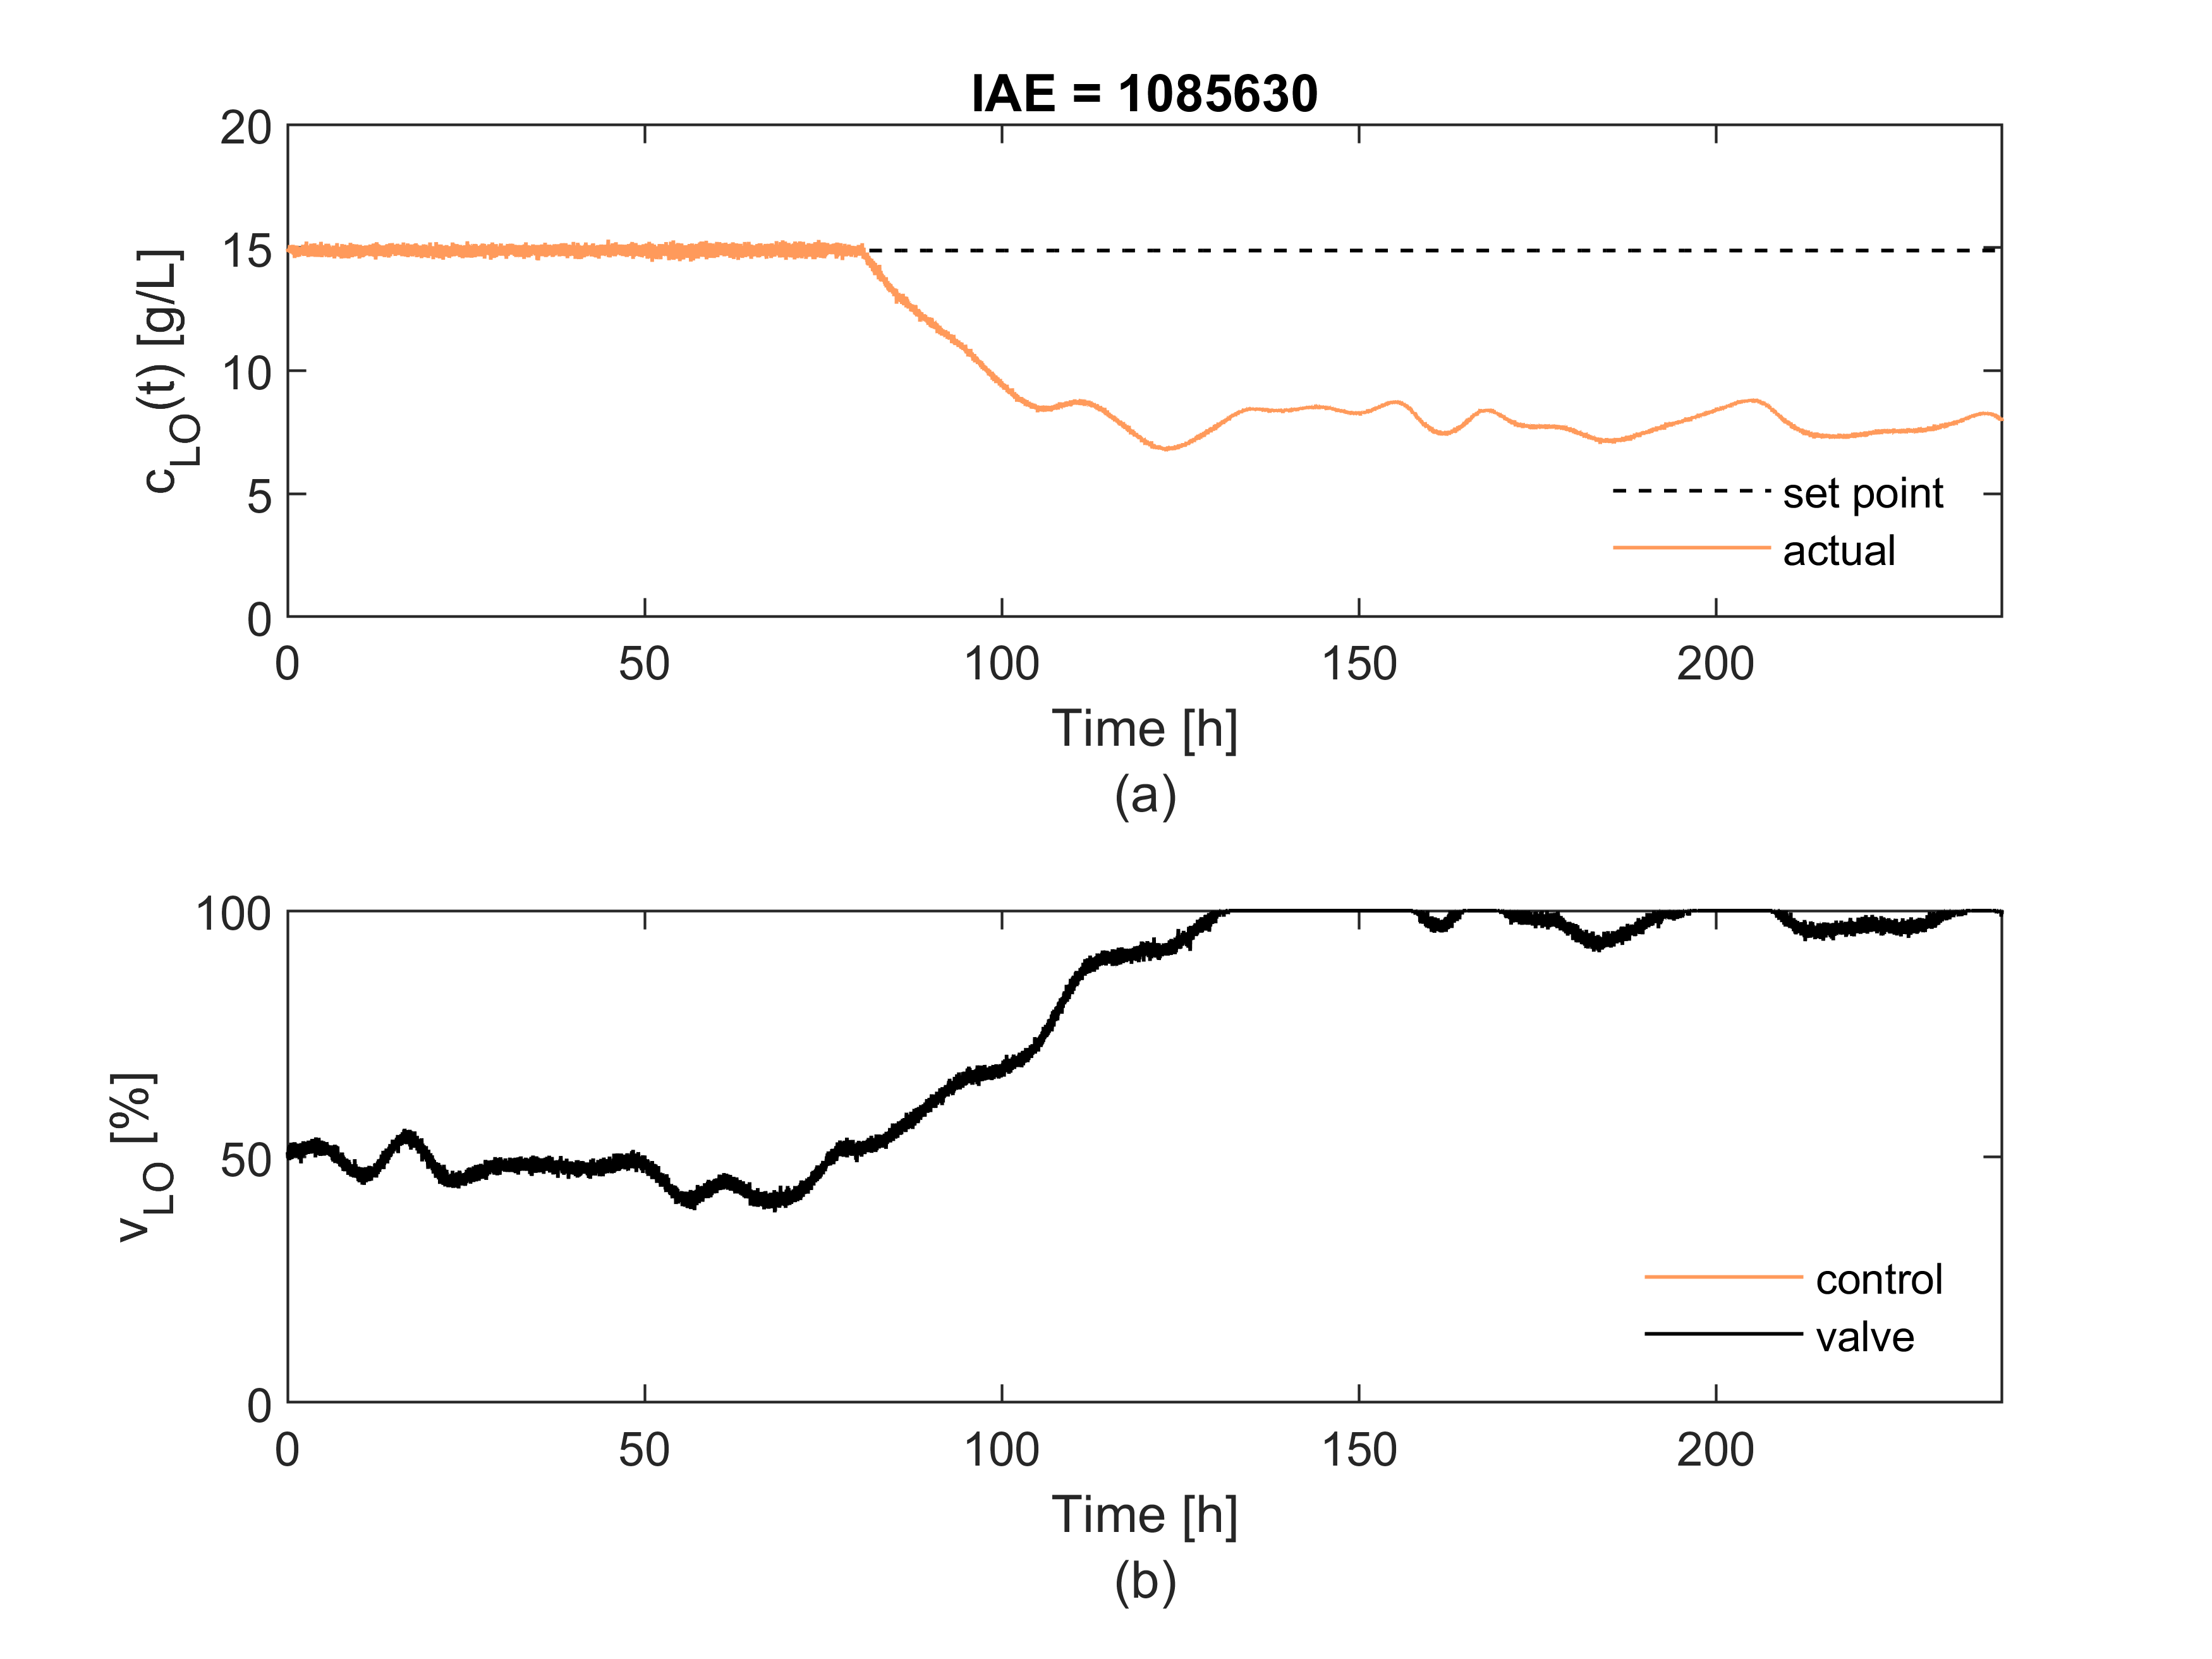 IAE = 1085630
20
15
10
5
0
c_LO(t) [g/L]
set point
actual
0 50 100 150 200
Time [h]
(a)
100
50
0
v_LO [%]
control
valve
0 50 100 150 200
Time [h]
(b)